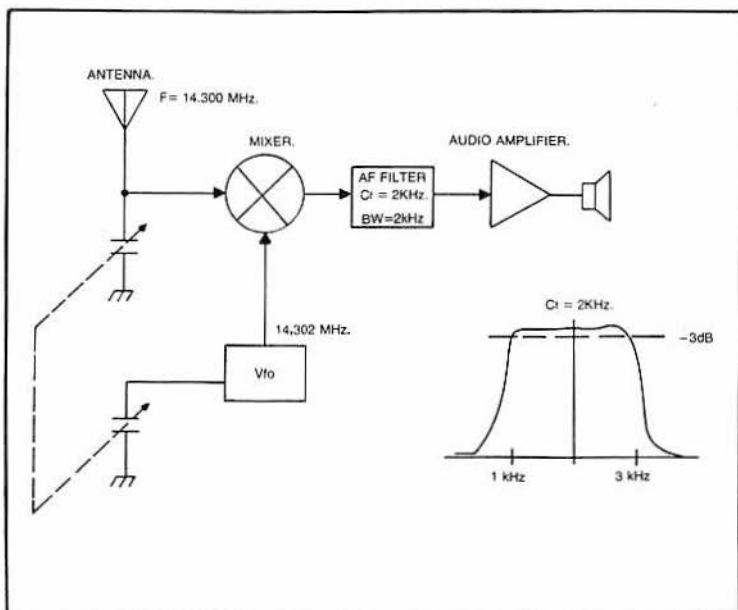 ANTENNA.
F= 14.300 MHz.
MIXER.
AUDIO AMPLIFIER.
AF FILTER
Cf = 2KHz.
BW=2kHz
14,302 MHz.
Vfo
Cf = 2KHz.
-3dB
1 kHz
3 kHz